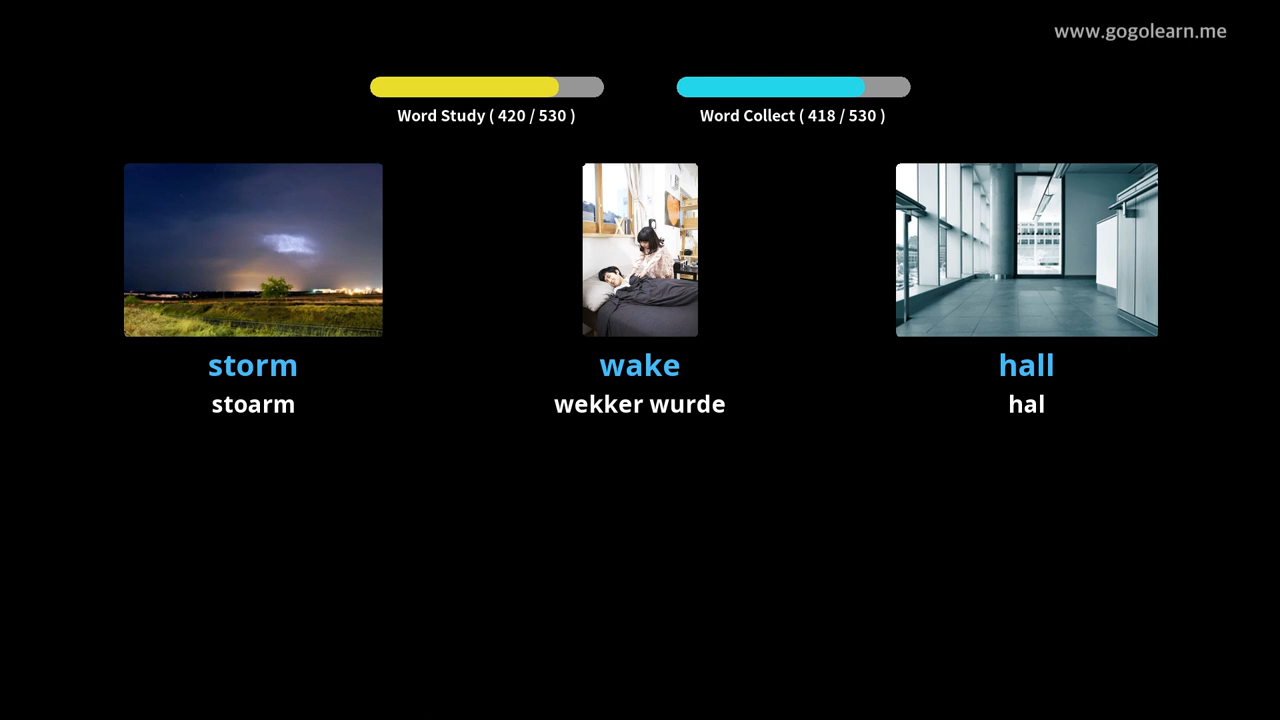 www.gogolearn.me
Word Study ( 420 / 530 )
Word Collect ( 418 / 530 )
storm
wake
hall
stoarm
wekker wurde
hal